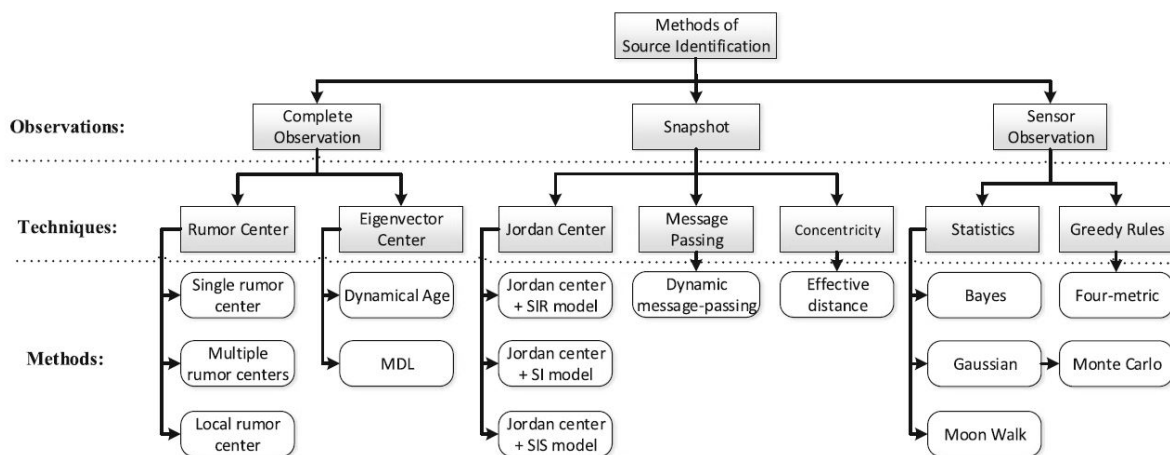 Methods of
Source Identification
Observations:
Complete
Observation
Snapshot
Sensor
Observation
Techniques:
Rumor Center
Eigenvector
Center
Jordan Center
Message
Passing
Concentricity
Statistics
Greedy Rules
Methods:
Single rumor
center
Dynamical Age
Jordan center
+ SIR model
Dynamic
message-passing
Effective
distance
Bayes
Four-metric
Multiple
rumor centers
MDL
Jordan center
+ SI model
Gaussian
Monte Carlo
Local rumor
center
Jordan center
+ SIS model
Moon Walk